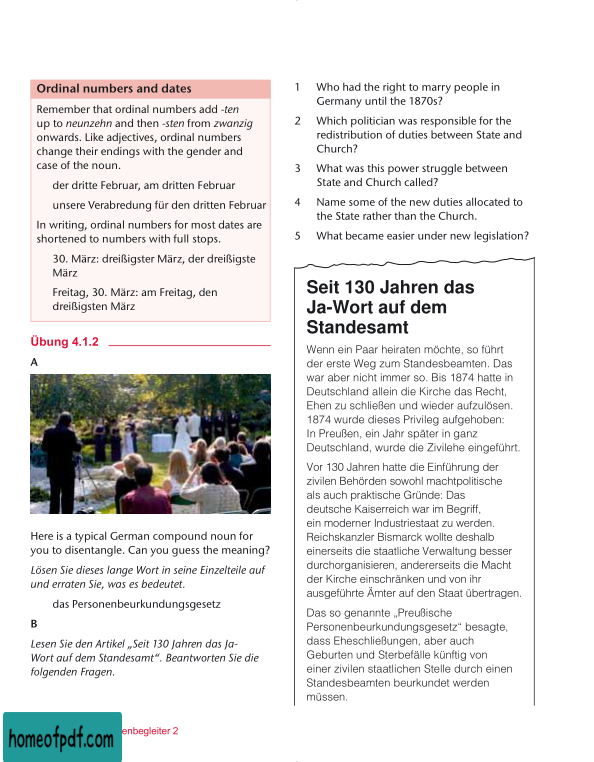 Ordinal numbers and dates
Remember that ordinal numbers add -ten
up to neunzehn and then -sten from zwanzig
onwards. Like adjectives, ordinal numbers
change their endings with the gender and
case of the noun.
der dritte Februar, am dritten Februar
unsere Verabredung für den dritten Februar
In writing, ordinal numbers for most dates are
shortened to numbers with full stops.
30. März: dreißigster März, der dreißigste
März
Freitag, 30. März: am Freitag, den
dreißigsten März
Übung 4.1.2
A
Here is a typical German compound noun for
you to disentangle. Can you guess the meaning?
Lösen Sie dieses lange Wort in seine Einzelteile auf
und erraten Sie, was es bedeutet.
das Personenbeurkundungsgesetz
B
Lesen Sie den Artikel „Seit 130 Jahren das Ja-
Wort auf dem Standesamt“. Beantworten Sie die
folgenden Fragen.
1 Who had the right to marry people in
Germany until the 1870s?
2 Which politician was responsible for the
redistribution of duties between State and
Church?
3 What was this power struggle between
State and Church called?
4 Name some of the new duties allocated to
the State rather than the Church.
5 What became easier under new legislation?
Seit 130 Jahren das
Ja-Wort auf dem
Standesamt
Wenn ein Paar heiraten möchte, so führt
der erste Weg zum Standesbeamten. Das
war aber nicht immer so. Bis 1874 hatte in
Deutschland allein die Kirche das Recht,
Ehen zu schließen und wieder aufzulösen.
1874 wurde dieses Privileg aufgehoben:
In Preußen, ein Jahr später in ganz
Deutschland, wurde die Zivilehe eingeführt.
Vor 130 Jahren hatte die Einführung der
zivilen Behörden sowohl machtpolitische
als auch praktische Gründe: Das
deutsche Kaiserreich war im Begriff,
ein moderner Industriestaat zu werden.
Reichskanzler Bismarck wollte deshalb
einerseits die staatliche Verwaltung besser
durchorganisieren, andererseits die Macht
der Kirche einschränken und von ihr
ausgeführte Ämter auf den Staat übertragen.
Das so genannte „Preußische
Personenbeurkundungsgesetz“ besagte,
dass Eheschließungen, aber auch
Geburten und Sterbefälle künftig von
einer zivilen staatlichen Stelle durch einen
Standesbeamten beurkundet werden
müssen.
enbegleiter 2
homeofpdf.com